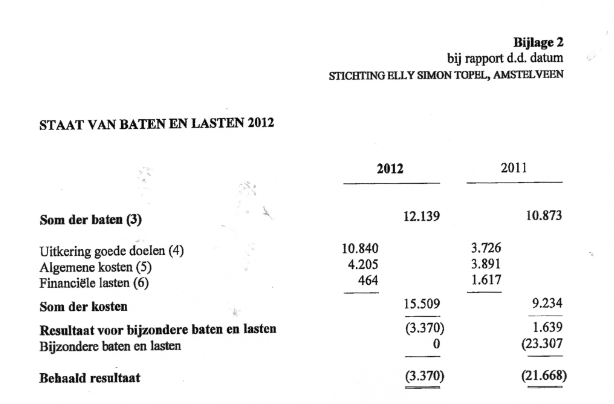 Bijlage 2
bij rapport d.d. datum
STICHTING ELLY SIMON TOPEL, AMSTELVEEN
STAAT VAN BATEN EN LASTEN 2012
2012 2011
Som der baten (3) 12.139 10.873
Uitkering goede doelen (4) 10.840 3.726
Algemene kosten (5) 4.205 3.891
Financiële lasten (6) 464 1.617
Som der kosten 15.509 9.234
Resultaat voor bijzondere baten en lasten (3.370) 1.639
Bijzondere baten en lasten 0 (23.307
Behaald resultaat (3.370) (21.668)